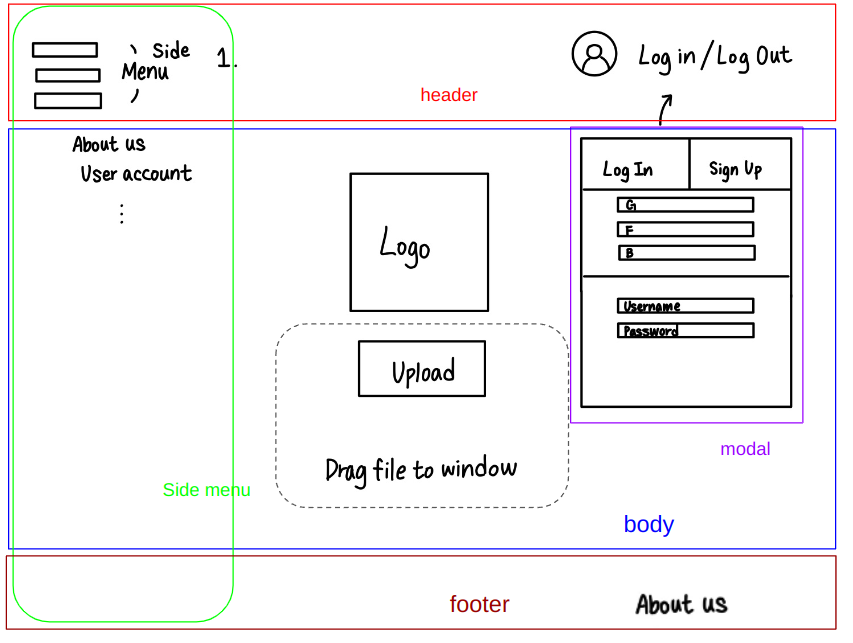 Side
Menu
1.
Log in/Log Out
header
About us
User account
Log In
Sign Up
G
F
B
Username
Password
Logo
Upload
Drag file to window
modal
Side menu
body
footer
About us